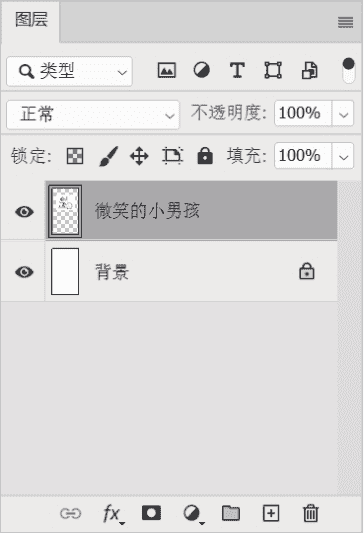 图层
类型
正常 不透明度: 100%
锁定: 填充: 100%
微笑的小男孩
背景
fx